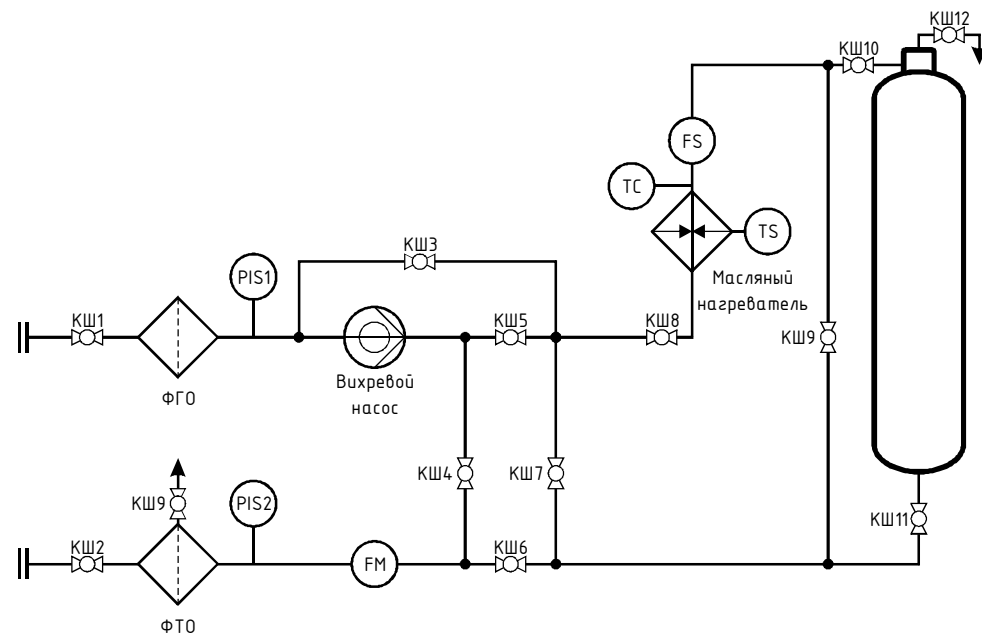 КШ12
КШ10
FS
TC
TS
КШ3
Масляный
нагреватель
PIS1
КШ1
КШ5
КШ8
КШ9
Вихревой
насос
ФГО
КШ4
КШ7
КШ9
PIS2
КШ11
КШ2
КШ6
FM
ФТО